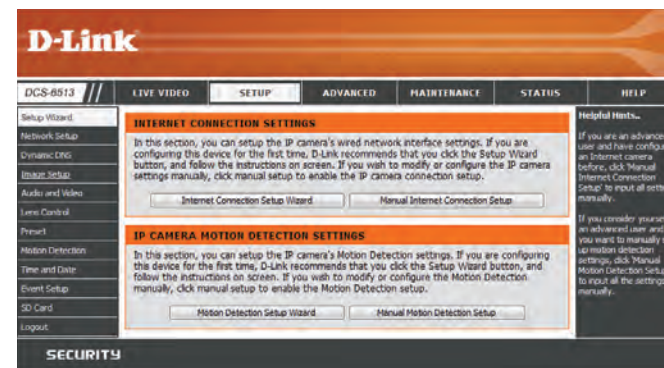 D-Link
DCS-6513
LIVE VIDEO
SETUP
ADVANCED
MAINTENANCE
STATUS
HELP
Setup Wizard
Network Setup
Dynamic DNS
Image Setup
Audio and Video
Lens Control
Preset
Motion Detection
Time and Date
Event Setup
SD Card
Logout
INTERNET CONNECTION SETTINGS
In this section, you can setup the IP camera's wired network interface settings. If you are
configuring this device for the first time, D-Link recommends that you click the Setup Wizard
button, and follow the instructions on screen. If you wish to modify or configure the IP camera
settings manually, click manual setup to enable the IP camera connection setup.
Internet Connection Setup Wizard
Manual Internet Connection Setup
IP CAMERA MOTION DETECTION SETTINGS
In this section, you can setup the IP camera's Motion Detection settings. If you are configuring
this device for the first time, D-Link recommends that you click the Setup Wizard button, and
follow the instructions on screen. If you wish to modify or configure the Motion Detection
manually, click manual setup to enable the Motion Detection setup.
Motion Detection Setup Wizard
Manual Motion Detection Setup
Helpful Hints..
If you are an advance
user and have configu
an Internet camera
before, click 'Manual
Internet Connection
Setup' to input all setti
manually.
If you consider yourse
an advanced user and
you want to manually s
up motion detection
settings, click 'Manual
Motion Detection Setu
to input all the settings
manually.
SECURITY